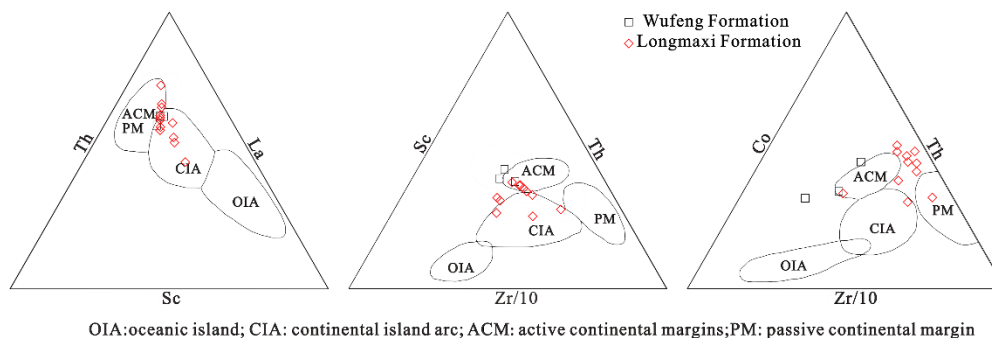 Wufeng Formation
Longmaxi Formation
Th
La
ACM
PM
CIA
OIA
Sc
Sc
Th
ACM
PM
CIA
OIA
Zr/10
Co
Th
ACM
PM
CIA
OIA
Zr/10
OIA:oceanic island; CIA: continental island arc; ACM: active continental margins;PM: passive continental margin